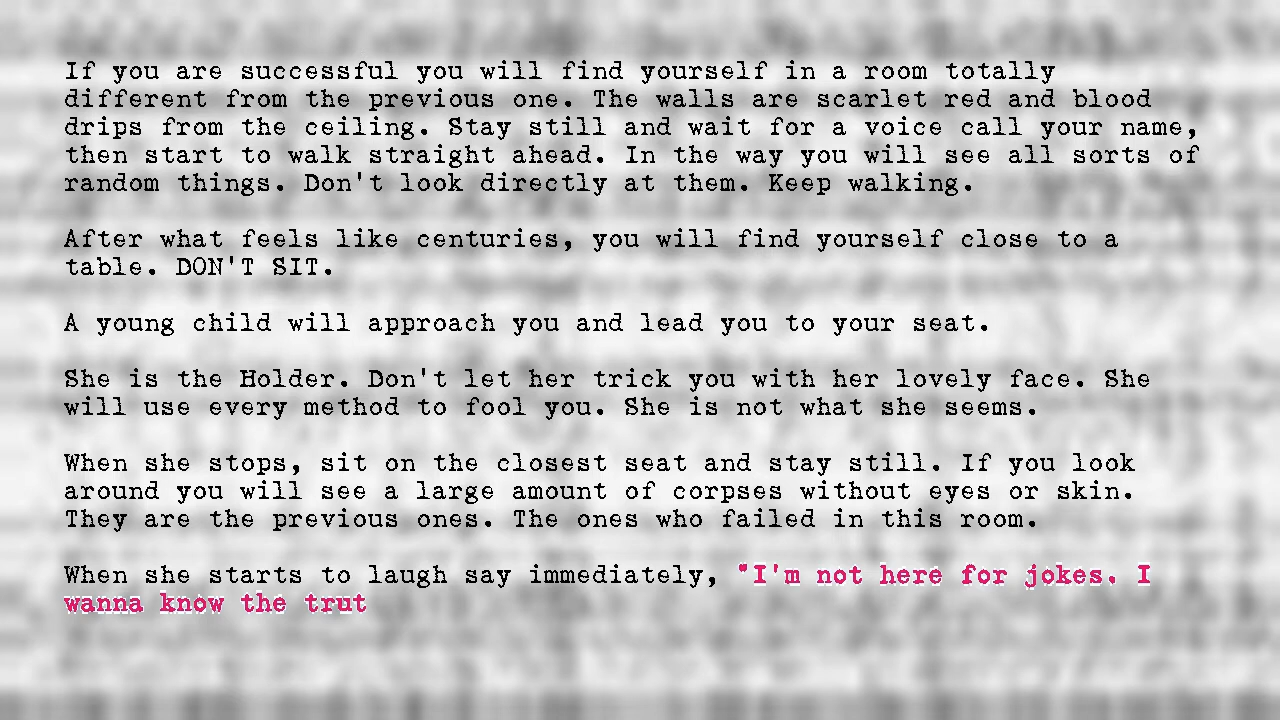 If you are successful you will find yourself in a room totally
different from the previous one. The walls are scarlet red and blood
drips from the ceiling. Stay still and wait for a voice call your name,
then start to walk straight ahead. In the way you will see all sorts of
random things. Don't look directly at them. Keep walking.
After what feels like centuries, you will find yourself close to a
table. DON'T SIT.
A young child will approach you and lead you to your seat.
She is the Holder. Don't let her trick you with her lovely face. She
will use every method to fool you. She is not what she seems.
When she stops, sit on the closest seat and stay still. If you look
around you will see a large amount of corpses without eyes or skin.
They are the previous ones. The ones who failed in this room.
When she starts to laugh say immediately, "I'm not here for jokes. I
wanna know the trut